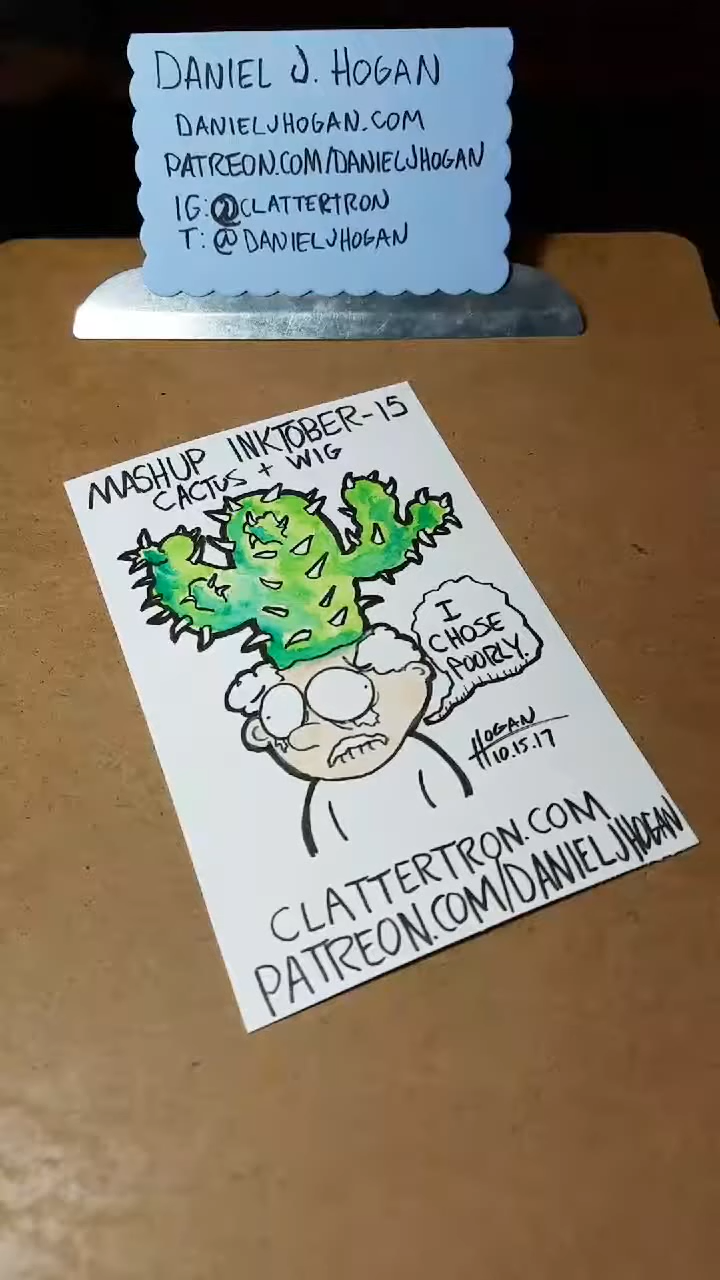 DANIEL J. HOGAN
DANIELJHOGAN.COM
PATREON.COM/DANIELJHOGAN
IG: @CLATTERTRON
T: @DANIELJHOGAN
MASHUP INKTOBER-15
CACTUS + WIG
I
CHOSE
POORLY.
HOGAN
10.15.17
CLATTERTRON.COM
PATREON.COM/DANIELJHOGAN